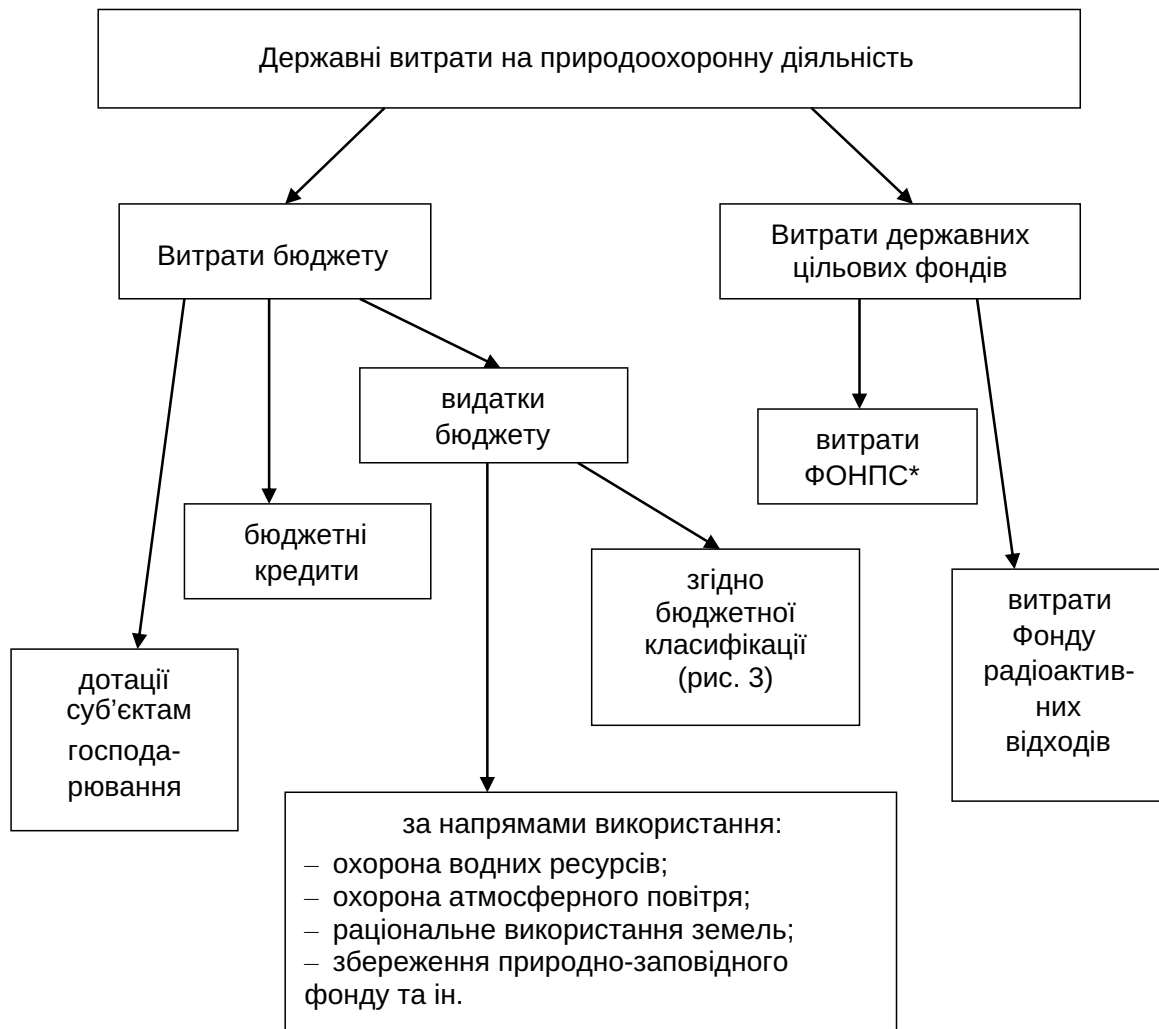 Державні витрати на природоохоронну діяльність
Витрати бюджету
Витрати державних
цільових фондів
видатки
бюджету
витрати
ФОНПС*
бюджетні
кредити
згідно
бюджетної
класифікації
(рис. 3)
витрати
Фонду
радіоактив-
них
відходів
дотації
суб’єктам
господа-
рювання
за напрямами використання:
– охорона водних ресурсів;
– охорона атмосферного повітря;
– раціональне використання земель;
– збереження природно-заповідного
фонду та ін.